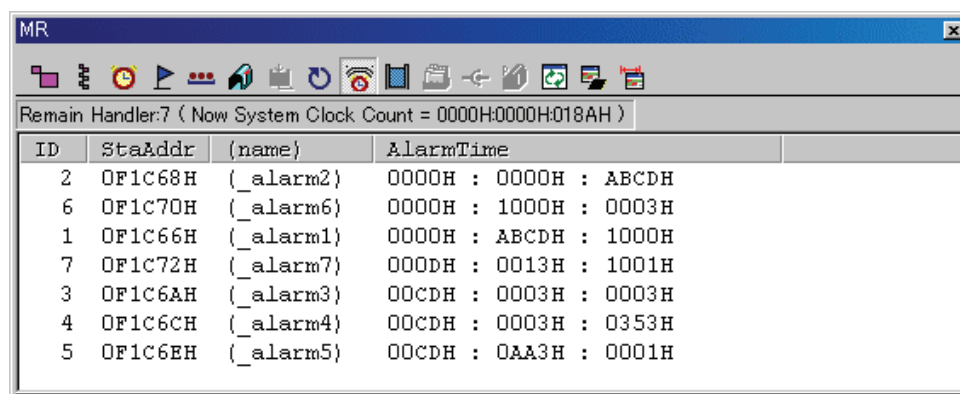 MR
Remain Handler:7 ( Now System Clock Count = 0000H:0000H:018AH )
ID StaAddr (name) AlarmTime
2 0F1C68H (_alarm2) 0000H : 0000H : ABCDH
6 0F1C70H (_alarm6) 0000H : 1000H : 0003H
1 0F1C66H (_alarm1) 0000H : ABCDH : 1000H
7 0F1C72H (_alarm7) 000DH : 0013H : 1001H
3 0F1C6AH (_alarm3) 00CDH : 0003H : 0003H
4 0F1C6CH (_alarm4) 00CDH : 0003H : 0353H
5 0F1C6EH (_alarm5) 00CDH : 0AA3H : 0001H